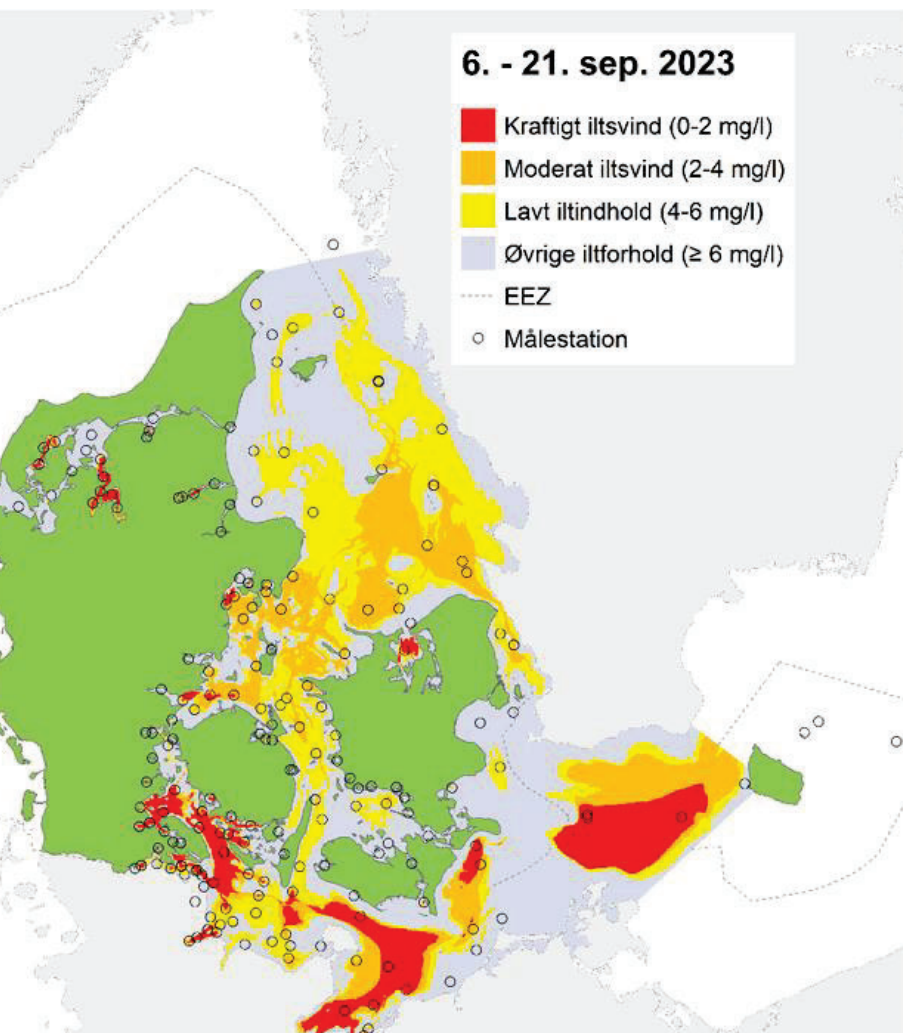 6. - 21. sep. 2023
Kraftigt iltsvind (0-2 mg/l)
Moderat iltsvind (2-4 mg/l)
Lavt iltindhold (4-6 mg/l)
Øvrige iltforhold (≥ 6 mg/l)
EEZ
Målestation